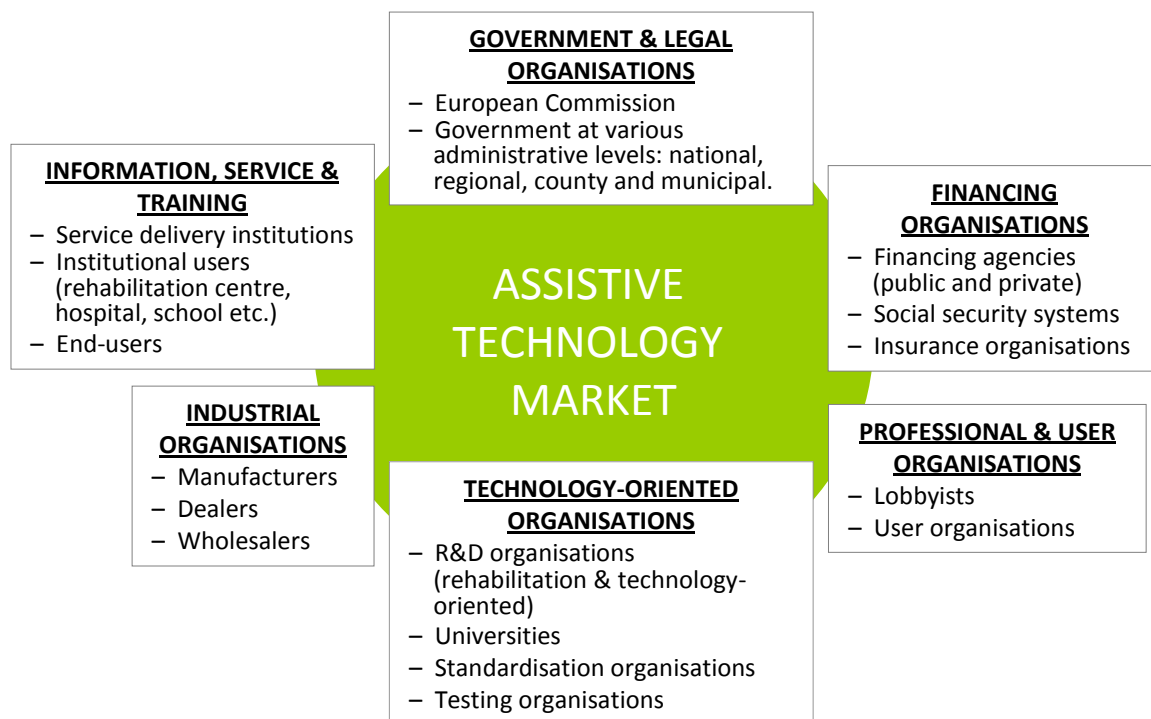 GOVERNMENT & LEGAL
ORGANISATIONS
– European Commission
– Government at various
administrative levels: national,
regional, county and municipal.
INFORMATION, SERVICE &
TRAINING
– Service delivery institutions
– Institutional users
(rehabilitation centre,
hospital, school etc.)
– End-users
FINANCING
ORGANISATIONS
– Financing agencies
(public and private)
– Social security systems
– Insurance organisations
ASSISTIVE
TECHNOLOGY
MARKET
INDUSTRIAL
ORGANISATIONS
– Manufacturers
– Dealers
– Wholesalers
PROFESSIONAL & USER
ORGANISATIONS
– Lobbyists
– User organisations
TECHNOLOGY-ORIENTED
ORGANISATIONS
– R&D organisations
(rehabilitation & technology-
oriented)
– Universities
– Standardisation organisations
– Testing organisations